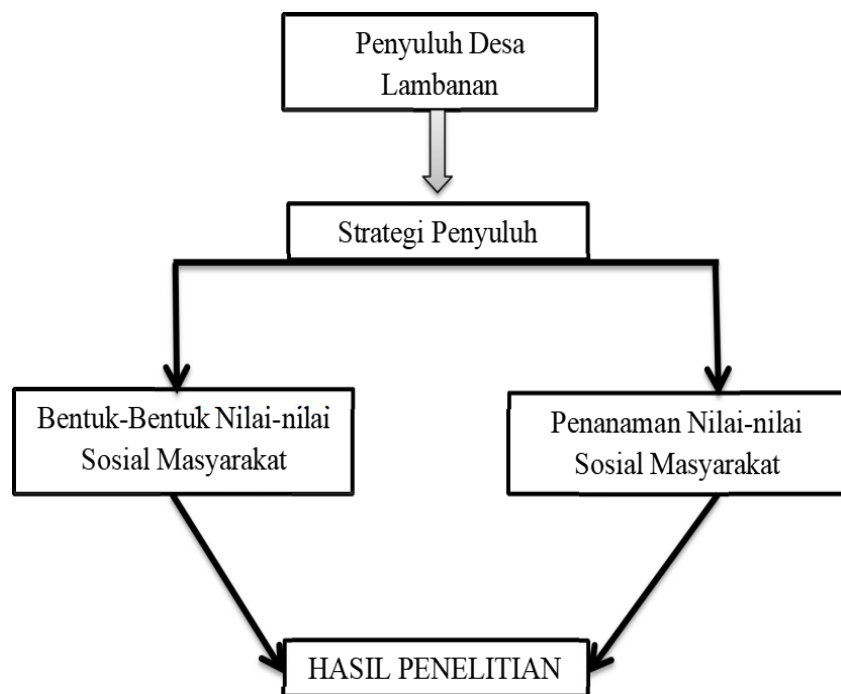 Penyuluh Desa
Lambanan
Strategi Penyuluh
Bentuk-Bentuk Nilai-nilai
Sosial Masyarakat
Penanaman Nilai-nilai
Sosial Masyarakat
HASIL PENELITIAN